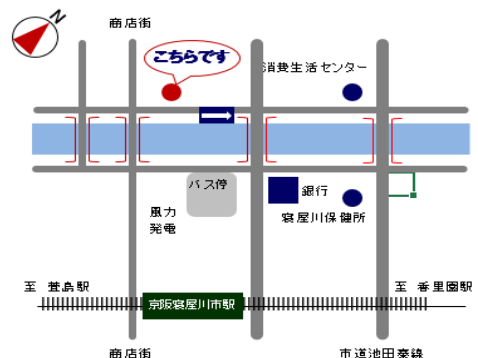 N
商店街
こちらです
消費生活センター
バス停
銀行
風力
発電
寝屋川保健所
至 萱島駅
至 香里園駅
京阪寝屋川市駅
商店街
市道池田秦線